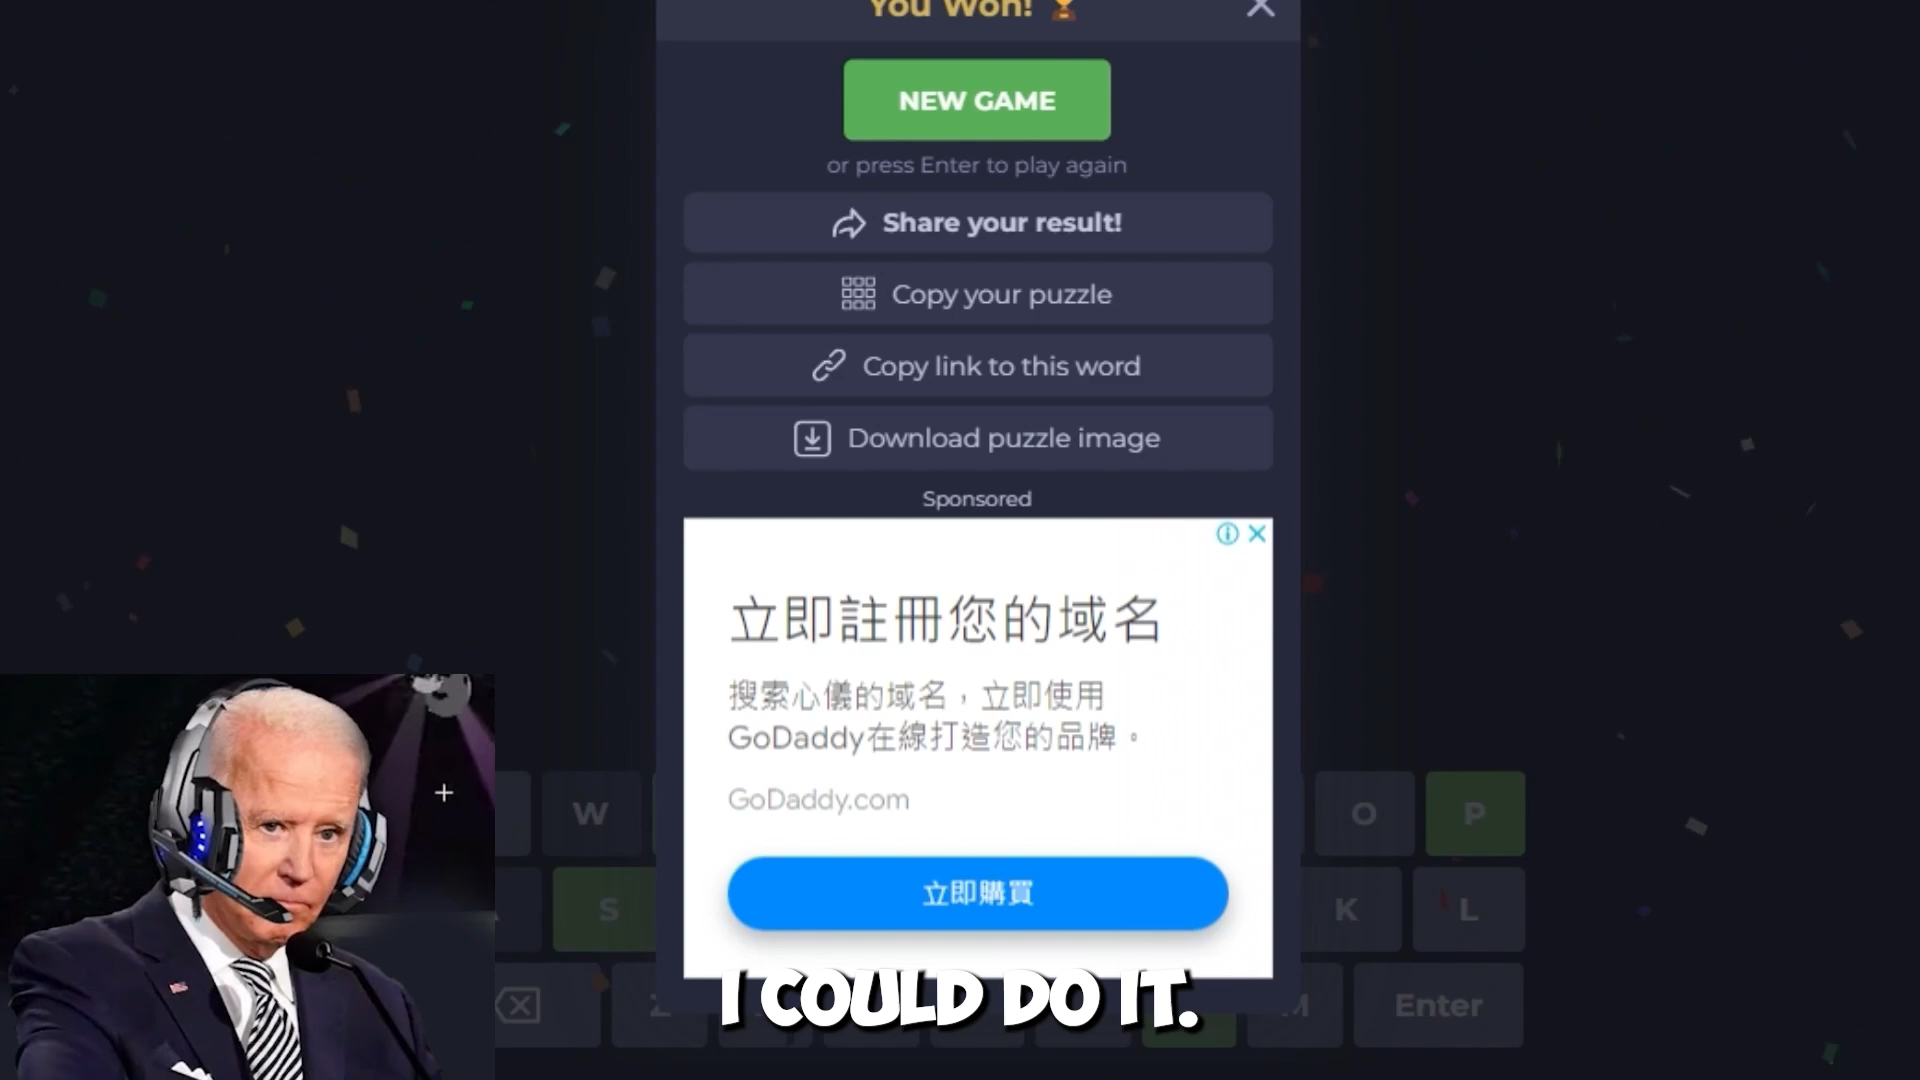 You Won!
NEW GAME
or press Enter to play again
Share your result!
Copy your puzzle
Copy link to this word
Download puzzle image
Sponsored
立即註冊您的域名
搜索心儀的域名，立即使用
GoDaddy在線打造您的品牌。
GoDaddy.com
立即購買
W O P
S K L
Z M Enter
I COULD DO IT.